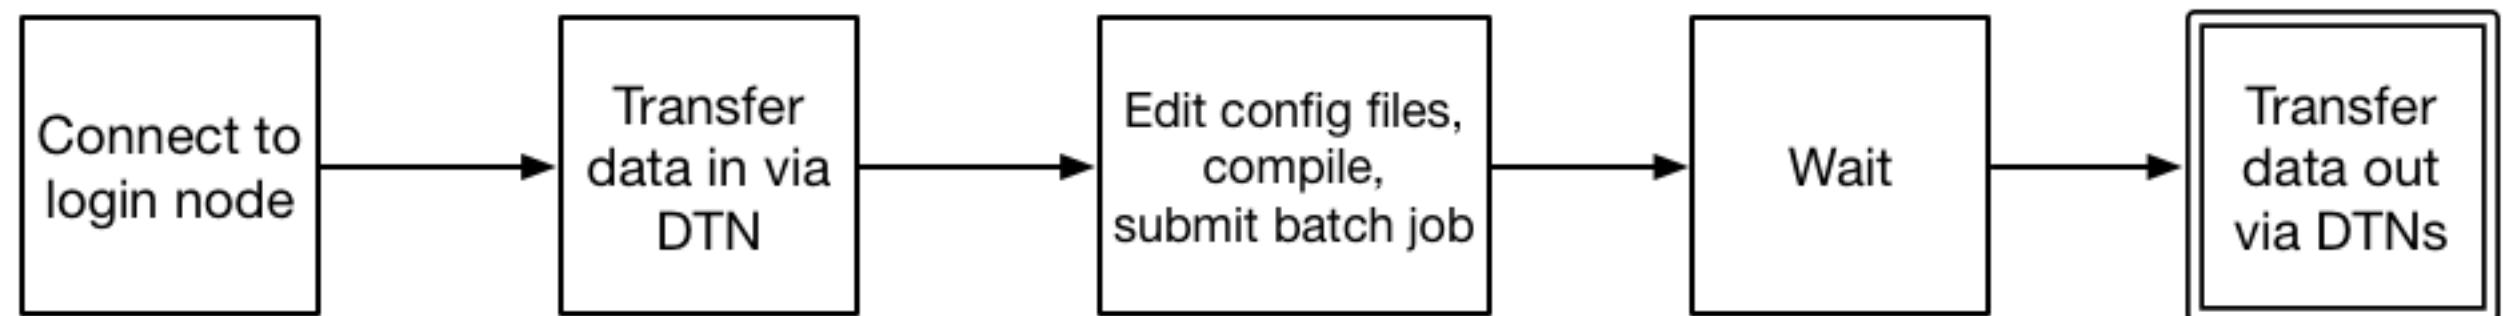 Connect to
login node
Transfer
data in via
DTN
Edit config files,
compile,
submit batch job
Wait
Transfer
data out
via DTNs